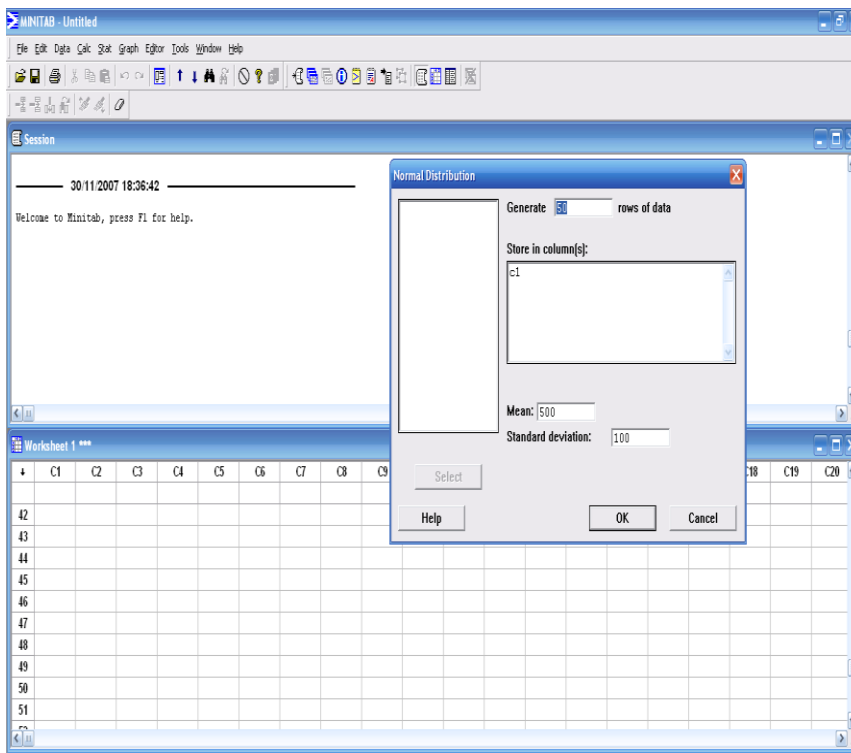 MINITAB - Untitled
File Edit Data Calc Stat Graph Editor Tools Window Help
Session
30/11/2007 18:36:42
Welcome to Minitab, press F1 for help.
Normal Distribution
Generate 50 rows of data
Store in column(s):
c1
Mean: 500
Standard deviation: 100
Select
Help OK Cancel
Worksheet 1 ***
C1 C2 C3 C4 C5 C6 C7 C8 C9 C18 C19 C20
42
43
44
45
46
47
48
49
50
51